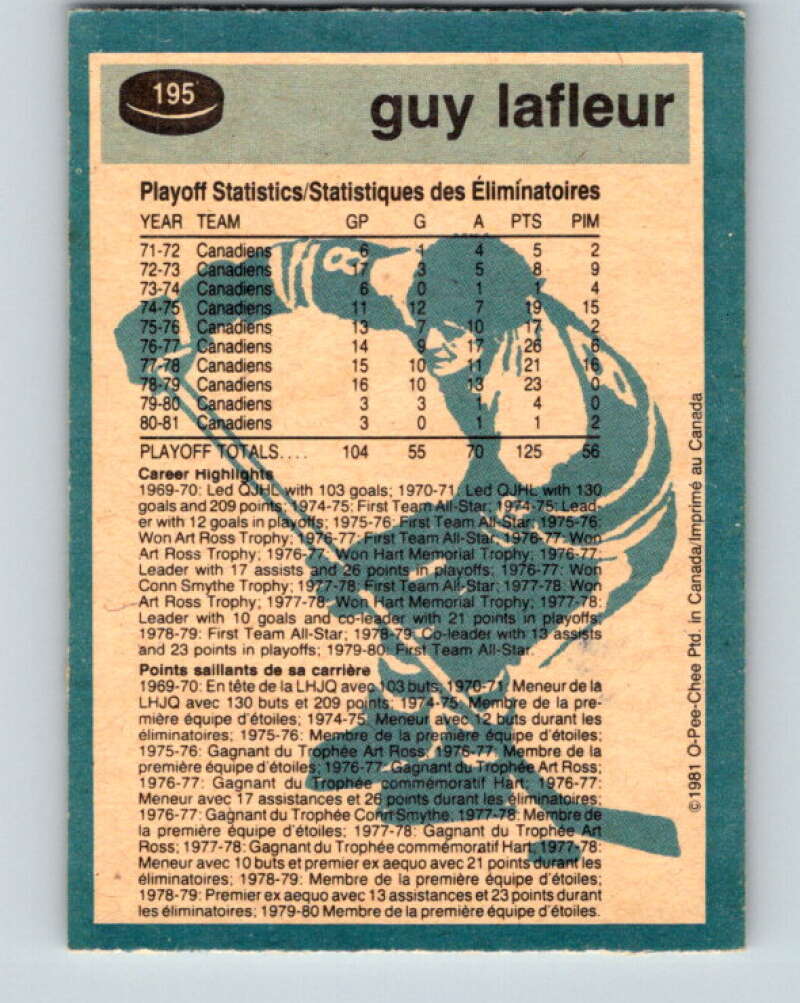 195
guy lafleur
Playoff Statistics/Statistiques des Éliminatoires
YEAR TEAM GP G A PTS PIM
71-72 Canadiens 6 1 4 5 2
72-73 Canadiens 17 3 5 8 9
73-74 Canadiens 6 0 1 1 4
74-75 Canadiens 11 12 7 19 15
75-76 Canadiens 13 7 10 17 2
76-77 Canadiens 14 9 17 26 6
77-78 Canadiens 15 10 11 21 16
78-79 Canadiens 16 10 13 23 0
79-80 Canadiens 3 3 1 4 0
80-81 Canadiens 3 0 1 1 2
PLAYOFF TOTALS.... 104 55 70 125 56
Career Highlights
1969-70: Led QJHL with 103 goals; 1970-71: Led QJHL with 130
goals and 209 points; 1974-75: First Team All-Star; 1974-75: Lead-
er with 12 goals in playoffs; 1975-76: First Team All-Star; 1975-76:
Won Art Ross Trophy; 1976-77: First Team All-Star; 1976-77: Won
Art Ross Trophy; 1976-77: Won Hart Memorial Trophy; 1976-77:
Leader with 17 assists and 26 points in playoffs; 1976-77: Won
Conn Smythe Trophy; 1977-78: First Team All-Star; 1977-78: Won
Art Ross Trophy; 1977-78: Won Hart Memorial Trophy; 1977-78:
Leader with 10 goals and co-leader with 21 points in playoffs;
1978-79: First Team All-Star; 1978-79: Co-leader with 13 assists
and 23 points in playoffs; 1979-80: First Team All-Star.
Points saillants de sa carrière
1969-70: En tête de la LHJQ avec 103 buts; 1970-71: Meneur de la
LHJQ avec 130 buts et 209 points; 1974-75: Membre de la pre-
mière équipe d'étoiles; 1974-75: Meneur avec 12 buts durant les
éliminatoires; 1975-76: Membre de la première équipe d'étoiles;
1975-76: Gagnant du Trophée Art Ross; 1976-77: Membre de la
première équipe d'étoiles; 1976-77: Gagnant du Trophée Art Ross;
1976-77: Gagnant du Trophée commémoratif Hart; 1976-77:
Meneur avec 17 assistances et 26 points durant les éliminatoires;
1976-77: Gagnant du Trophée Conn Smythe; 1977-78: Membre de
la première équipe d'étoiles; 1977-78: Gagnant du Trophée Art
Ross; 1977-78: Gagnant du Trophée commémoratif Hart; 1977-78:
Meneur avec 10 buts et premier ex aequo avec 21 points durant les
éliminatoires; 1978-79: Membre de la première équipe d'étoiles;
1978-79: Premier ex aequo avec 13 assistances et 23 points durant
les éliminatoires; 1979-80 Membre de la première équipe d'étoiles.
©1981 O-Pee-Chee Ptd. in Canada/Imprimé au Canada